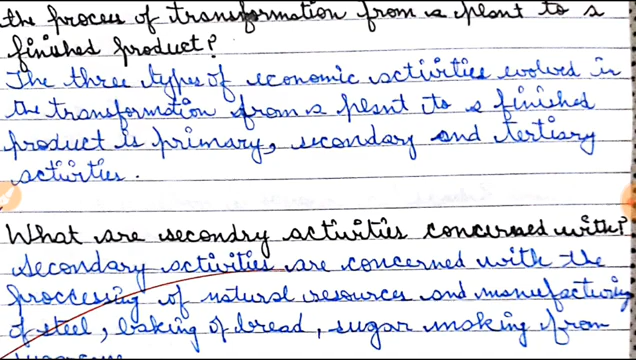 the process of transformation from a plant to a
finished product?
The three types of economic activities evolved in
the transformation from a plant to a finished
product is primary, secondary and tertiary
activities.
What are secondry activities concerned with?
Secondary activities are concerned with the
proccessing of natural resources and manufacturing
of steel, baking of bread, sugar making from